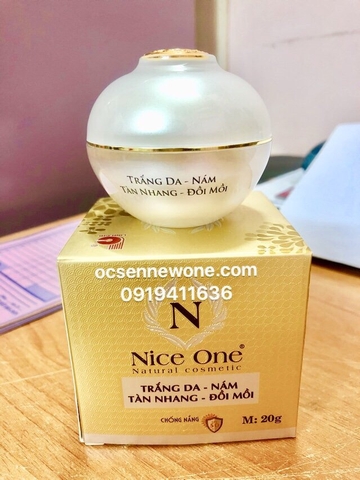 TRẮNG DA - NÁM
TÀN NHANG - ĐỒI MỒI
ocsennewone.com
0919411636
N
Nice One®
Natural cosmetic
TRẮNG DA - NÁM
TÀN NHANG - ĐỒI MỒI
CHỐNG NẮNG
M: 20g